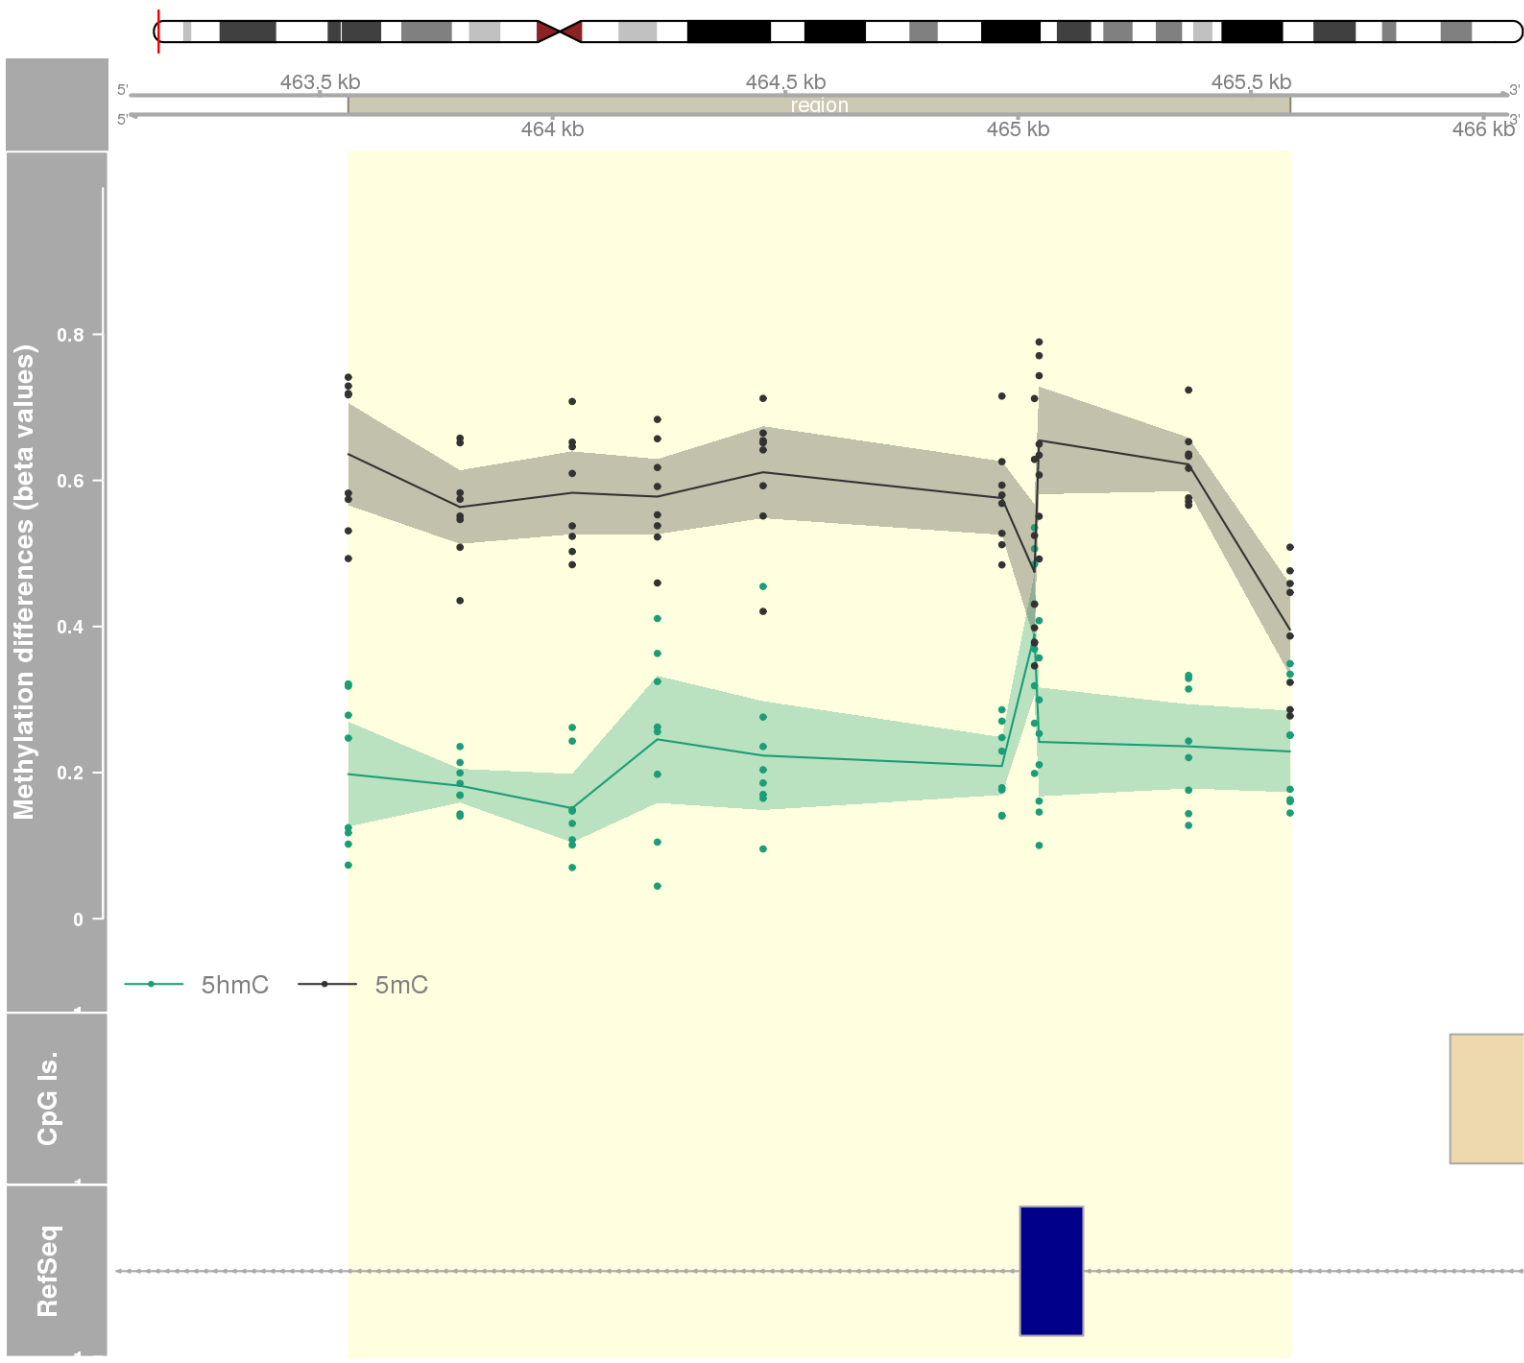 463.5 kb 464.5 kb 465.5 kb
5' 3'
region
5' 3'
464 kb 465 kb 466 kb
Methylation differences (beta values)
0.8
0.6
0.4
0.2
0
5hmC 5mC
CpG Is.
RefSeq